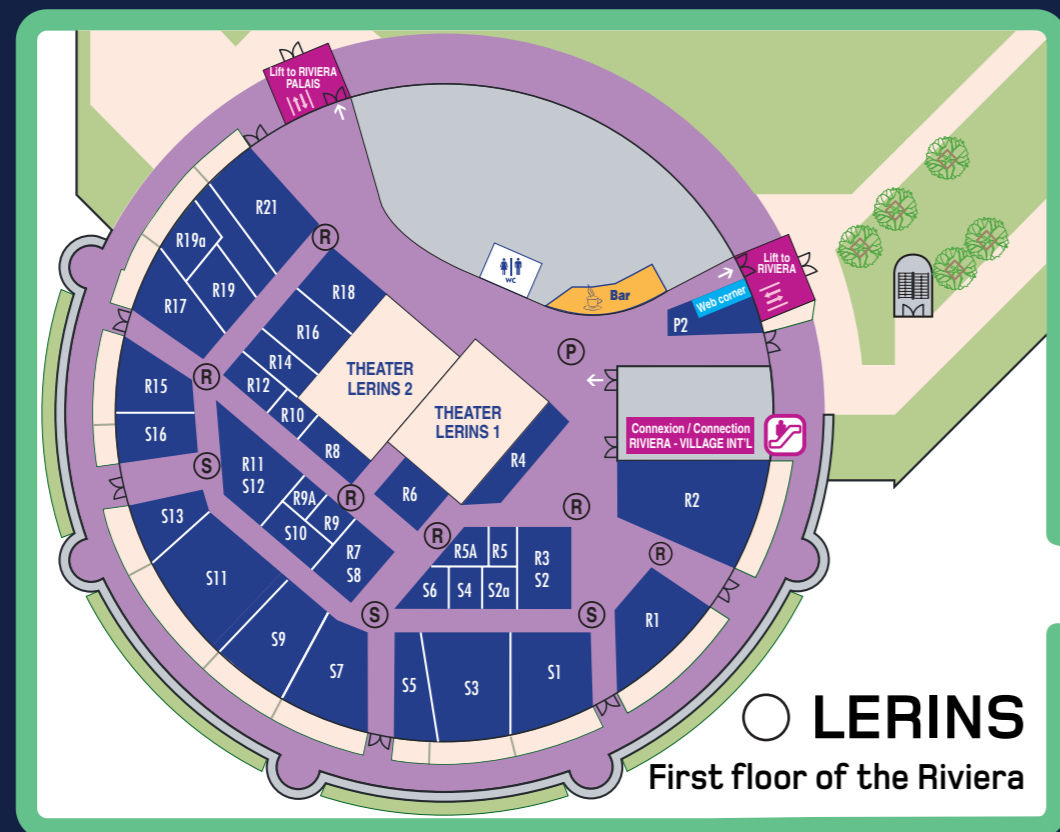 Lift to RIVIERA
PALAIS
R21
R19a
R19
R17
R
R18
R16
R14
R12
R10
R8
THEATER
LERINS 2
THEATER
LERINS 1
WC
Bar
Web corner
P2
Lift to
RIVIERA
P
Connexion / Connection
RIVIERA - VILLAGE INT'L
R15
S16
R
S
R11
S12
R9A
R9
S10
R7
S8
R
R6
R4
R
R
R2
R
R5A
R5
R3
S2
S6
S4
S2a
S13
S11
S9
S7
S
S
R1
S5
S3
S1
LERINS
First floor of the Riviera